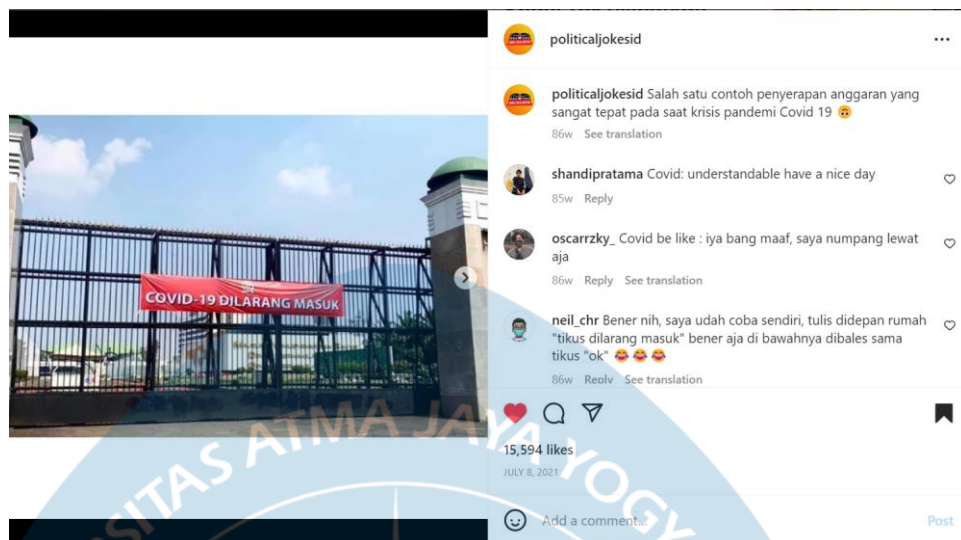 COVID-19 DILARANG MASUK
politicaljokesid
politicaljokesid Salah satu contoh penyerapan anggaran yang
sangat tepat pada saat krisis pandemi Covid 19 🙃
86w See translation
shandipratama Covid: understandable have a nice day
85w Reply
oscarrzky_ Covid be like : iya bang maaf, saya numpang lewat
aja
86w Reply See translation
neil_chr Bener nih, saya udah coba sendiri, tulis didepan rumah
"tikus dilarang masuk" bener aja di bawahnya dibales sama
tikus "ok" 😂😂😂
86w Reply See translation
15,594 likes
JULY 8, 2021
Add a comment...
Post
ITAS ATMA JAYA YOG